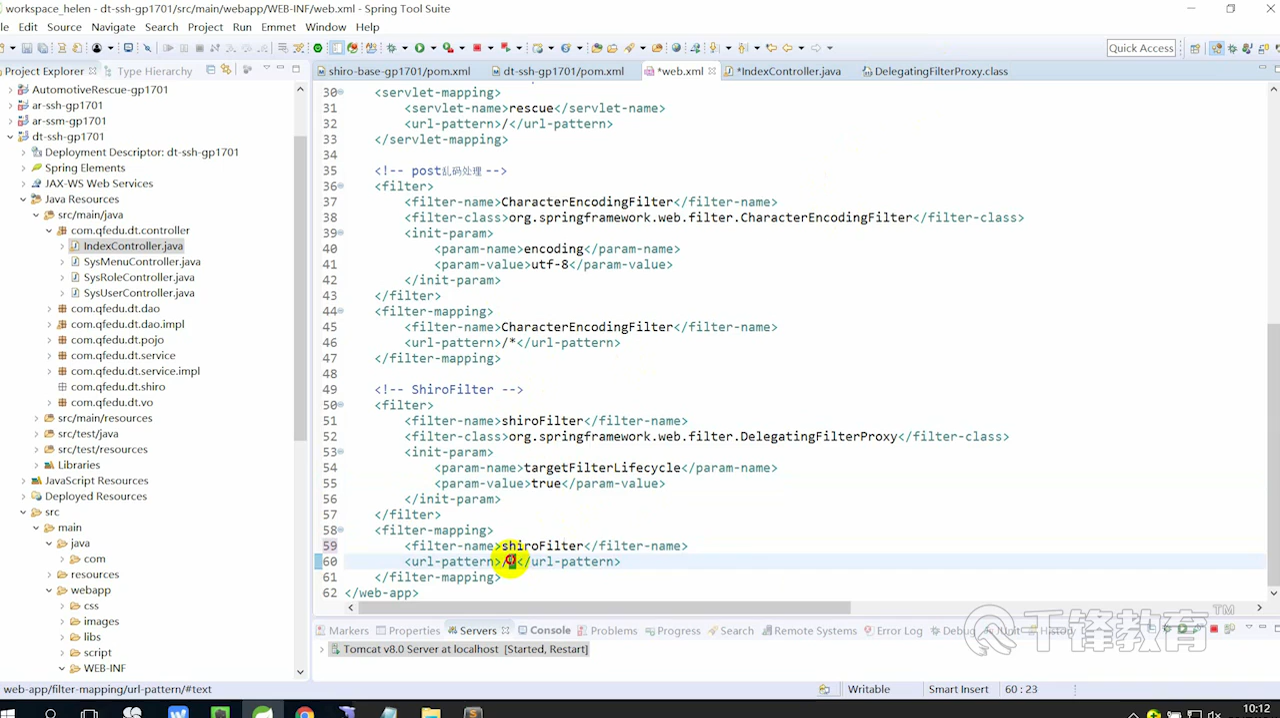 workspace_helen - dt-ssh-gp1701/src/main/webapp/WEB-INF/web.xml - Spring Tool Suite
File Edit Source Navigate Search Project Run Emmet Window Help
Quick Access
Project Explorer Type Hierarchy
shiro-base-gp1701/pom.xml dt-ssh-gp1701/pom.xml *web.xml *IndexController.java DelegatingFilterProxy.class
AutomotiveRescue-gp1701
ar-ssh-gp1701
ar-ssm-gp1701
dt-ssh-gp1701
Deployment Descriptor: dt-ssh-gp1701
Spring Elements
JAX-WS Web Services
Java Resources
src/main/java
com.qfedu.dt.controller
IndexController.java
SysMenuController.java
SysRoleController.java
SysUserController.java
com.qfedu.dt.dao
com.qfedu.dt.dao.impl
com.qfedu.dt.pojo
com.qfedu.dt.service
com.qfedu.dt.service.impl
com.qfedu.dt.shiro
com.qfedu.dt.vo
src/main/resources
src/test/java
src/test/resources
Libraries
JavaScript Resources
Deployed Resources
src
main
java
com
resources
webapp
css
images
libs
script
WEB-INF
30 <servlet-mapping>
31 <servlet-name>rescue</servlet-name>
32 <url-pattern>/</url-pattern>
33 </servlet-mapping>
34
35 <!-- post乱码处理 -->
36 <filter>
37 <filter-name>CharacterEncodingFilter</filter-name>
38 <filter-class>org.springframework.web.filter.CharacterEncodingFilter</filter-class>
39 <init-param>
40 <param-name>encoding</param-name>
41 <param-value>utf-8</param-value>
42 </init-param>
43 </filter>
44 <filter-mapping>
45 <filter-name>CharacterEncodingFilter</filter-name>
46 <url-pattern>/*</url-pattern>
47 </filter-mapping>
48
49 <!-- ShiroFilter -->
50 <filter>
51 <filter-name>shiroFilter</filter-name>
52 <filter-class>org.springframework.web.filter.DelegatingFilterProxy</filter-class>
53 <init-param>
54 <param-name>targetFilterLifecycle</param-name>
55 <param-value>true</param-value>
56 </init-param>
57 </filter>
58 <filter-mapping>
59 <filter-name>shiroFilter</filter-name>
60 <url-pattern>/</url-pattern>
61 </filter-mapping>
62 </web-app>
Markers Properties Servers Console Problems Progress Search Remote Systems Error Log Debug JUnit History
Tomcat v8.0 Server at localhost [Started, Restart]
千锋教育 TM
web-app/filter-mapping/url-pattern/#text Writable Smart Insert 60 : 23
10:12